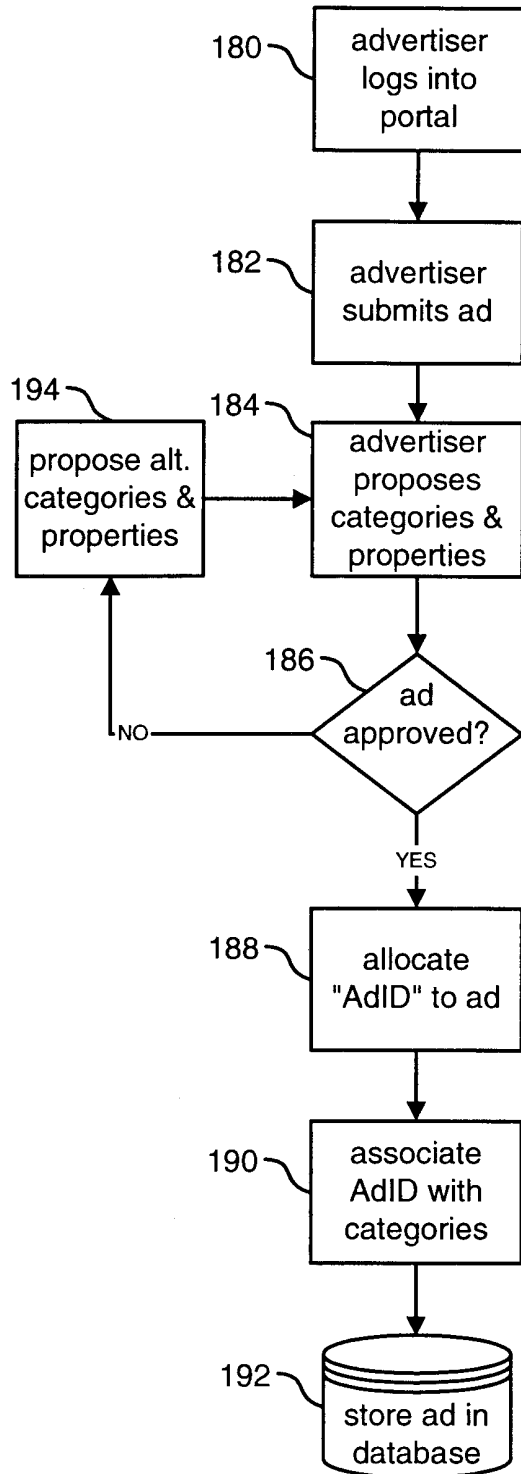 180
advertiser
logs into
portal
182
advertiser
submits ad
194
propose alt.
categories &
properties
184
advertiser
proposes
categories &
properties
186
ad
approved?
NO
YES
188
allocate
"AdID" to ad
190
associate
AdID with
categories
192
store ad in
database